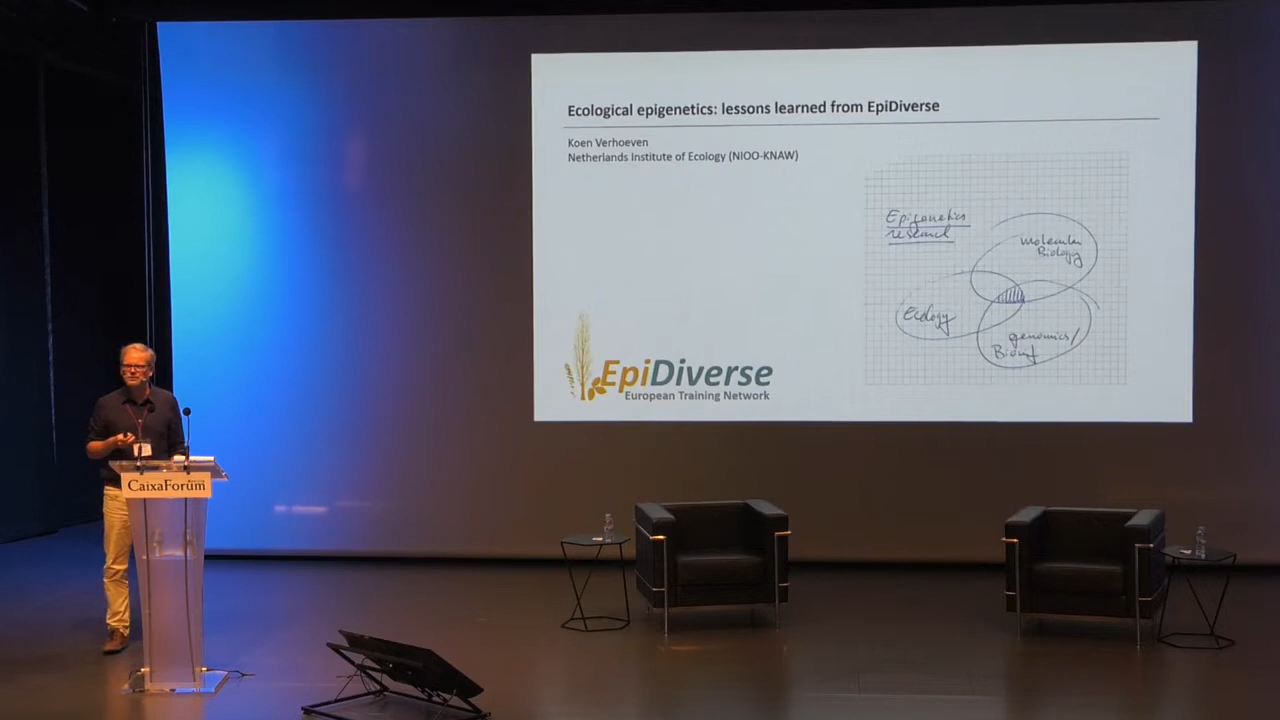 Ecological epigenetics: lessons learned from EpiDiverse
Koen Verhoeven
Netherlands Institute of Ecology (NIOO-KNAW)
Epigenetics
research
molecular
Biology
Ecology
genomics/
Bioinf
EpiDiverse
European Training Network
CaixaForum